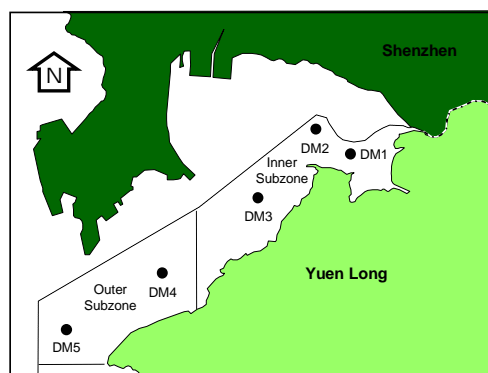 Shenzhen
N
DM2
DM1
Inner
Subzone
DM3
Yuen Long
DM4
Outer
Subzone
DM5